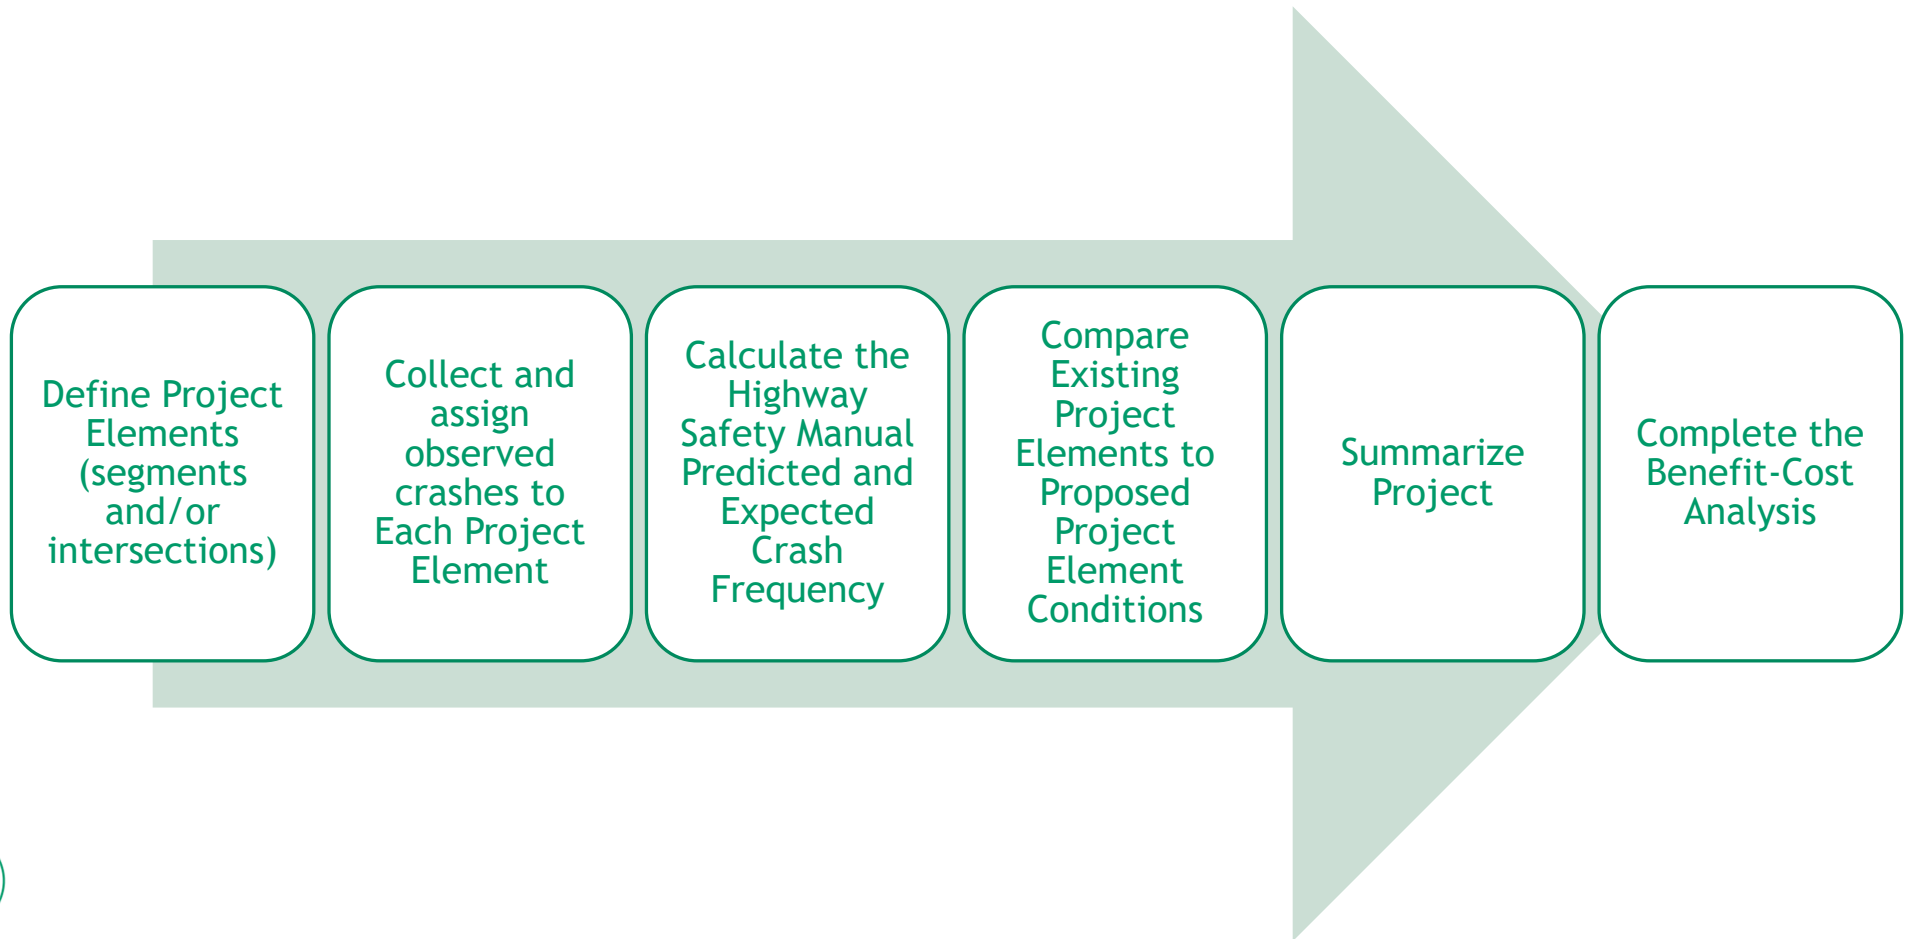 Define Project
Elements
(segments
and/or
intersections)
Collect and
assign
observed
crashes to
Each Project
Element
Calculate the
Highway
Safety Manual
Predicted and
Expected
Crash
Frequency
Compare
Existing
Project
Elements to
Proposed
Project
Element
Conditions
Summarize
Project
Complete the
Benefit-Cost
Analysis